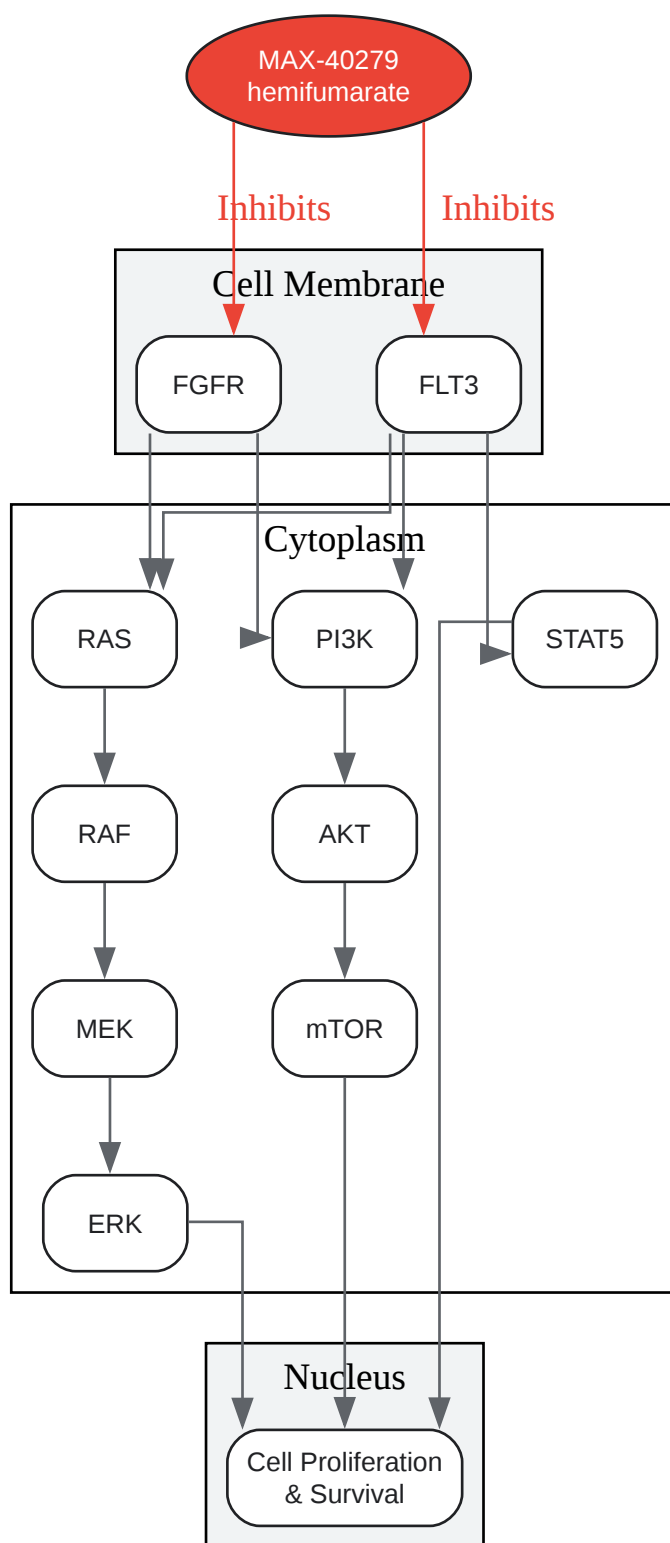 MAX-40279
hemifumarate
Inhibits
Inhibits
Cell Membrane
FGFR
FLT3
Cytoplasm
RAS
PI3K
STAT5
RAF
AKT
MEK
mTOR
ERK
Nucleus
Cell Proliferation
& Survival